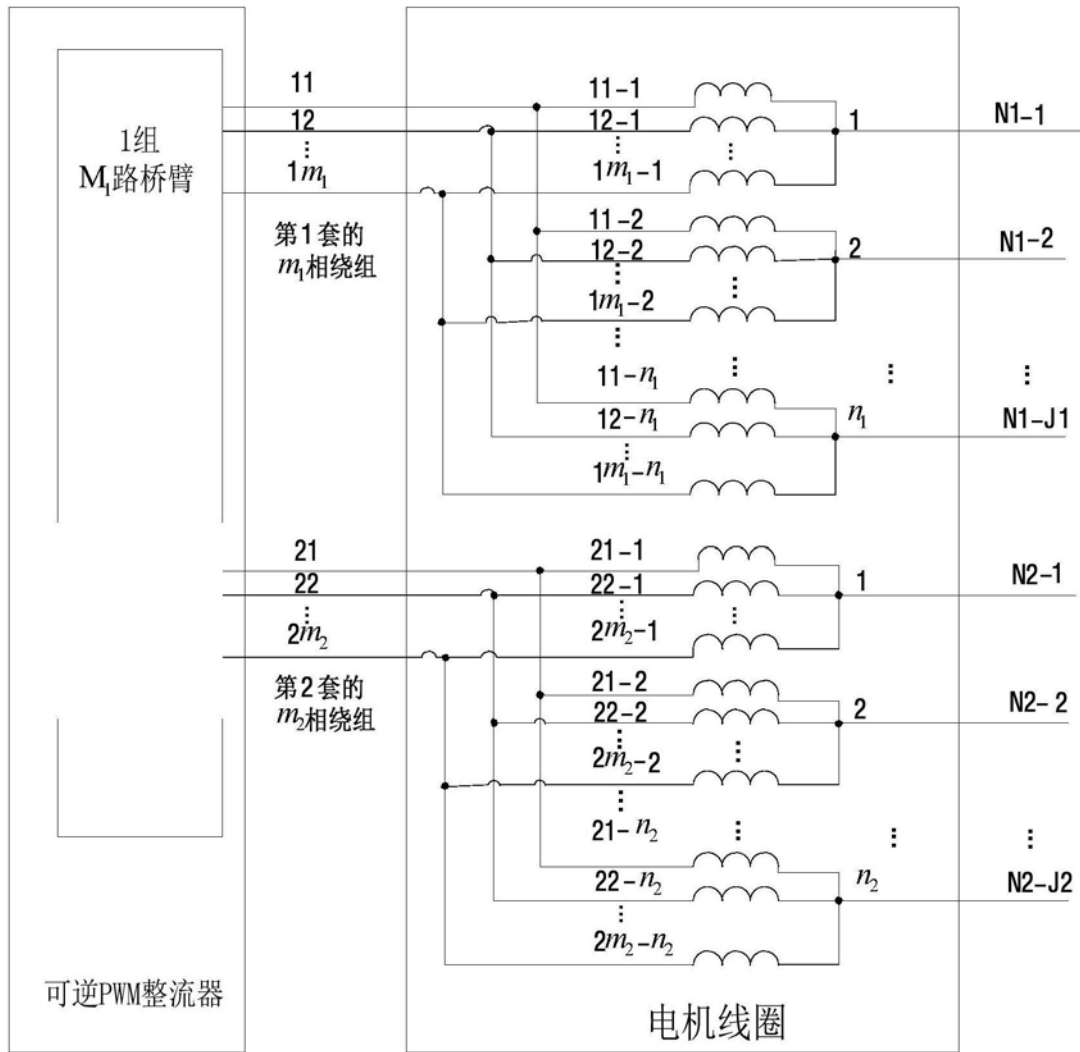 11
11-1
12
12-1
1
N1-1
1组
M₁路桥臂
1m₁
1m₁-1
第1套的
m₁相绕组
11-2
12-2
2
N1-2
1m₁-2
11-n₁
12-n₁
n₁
N1-J1
1m₁-n₁
21
21-1
22
22-1
1
N2-1
2m₂
2m₂-1
第2套的
m₂相绕组
21-2
22-2
2
N2-2
2m₂-2
21-n₂
22-n₂
n₂
N2-J2
2m₂-n₂
可逆PWM整流器
电机线圈